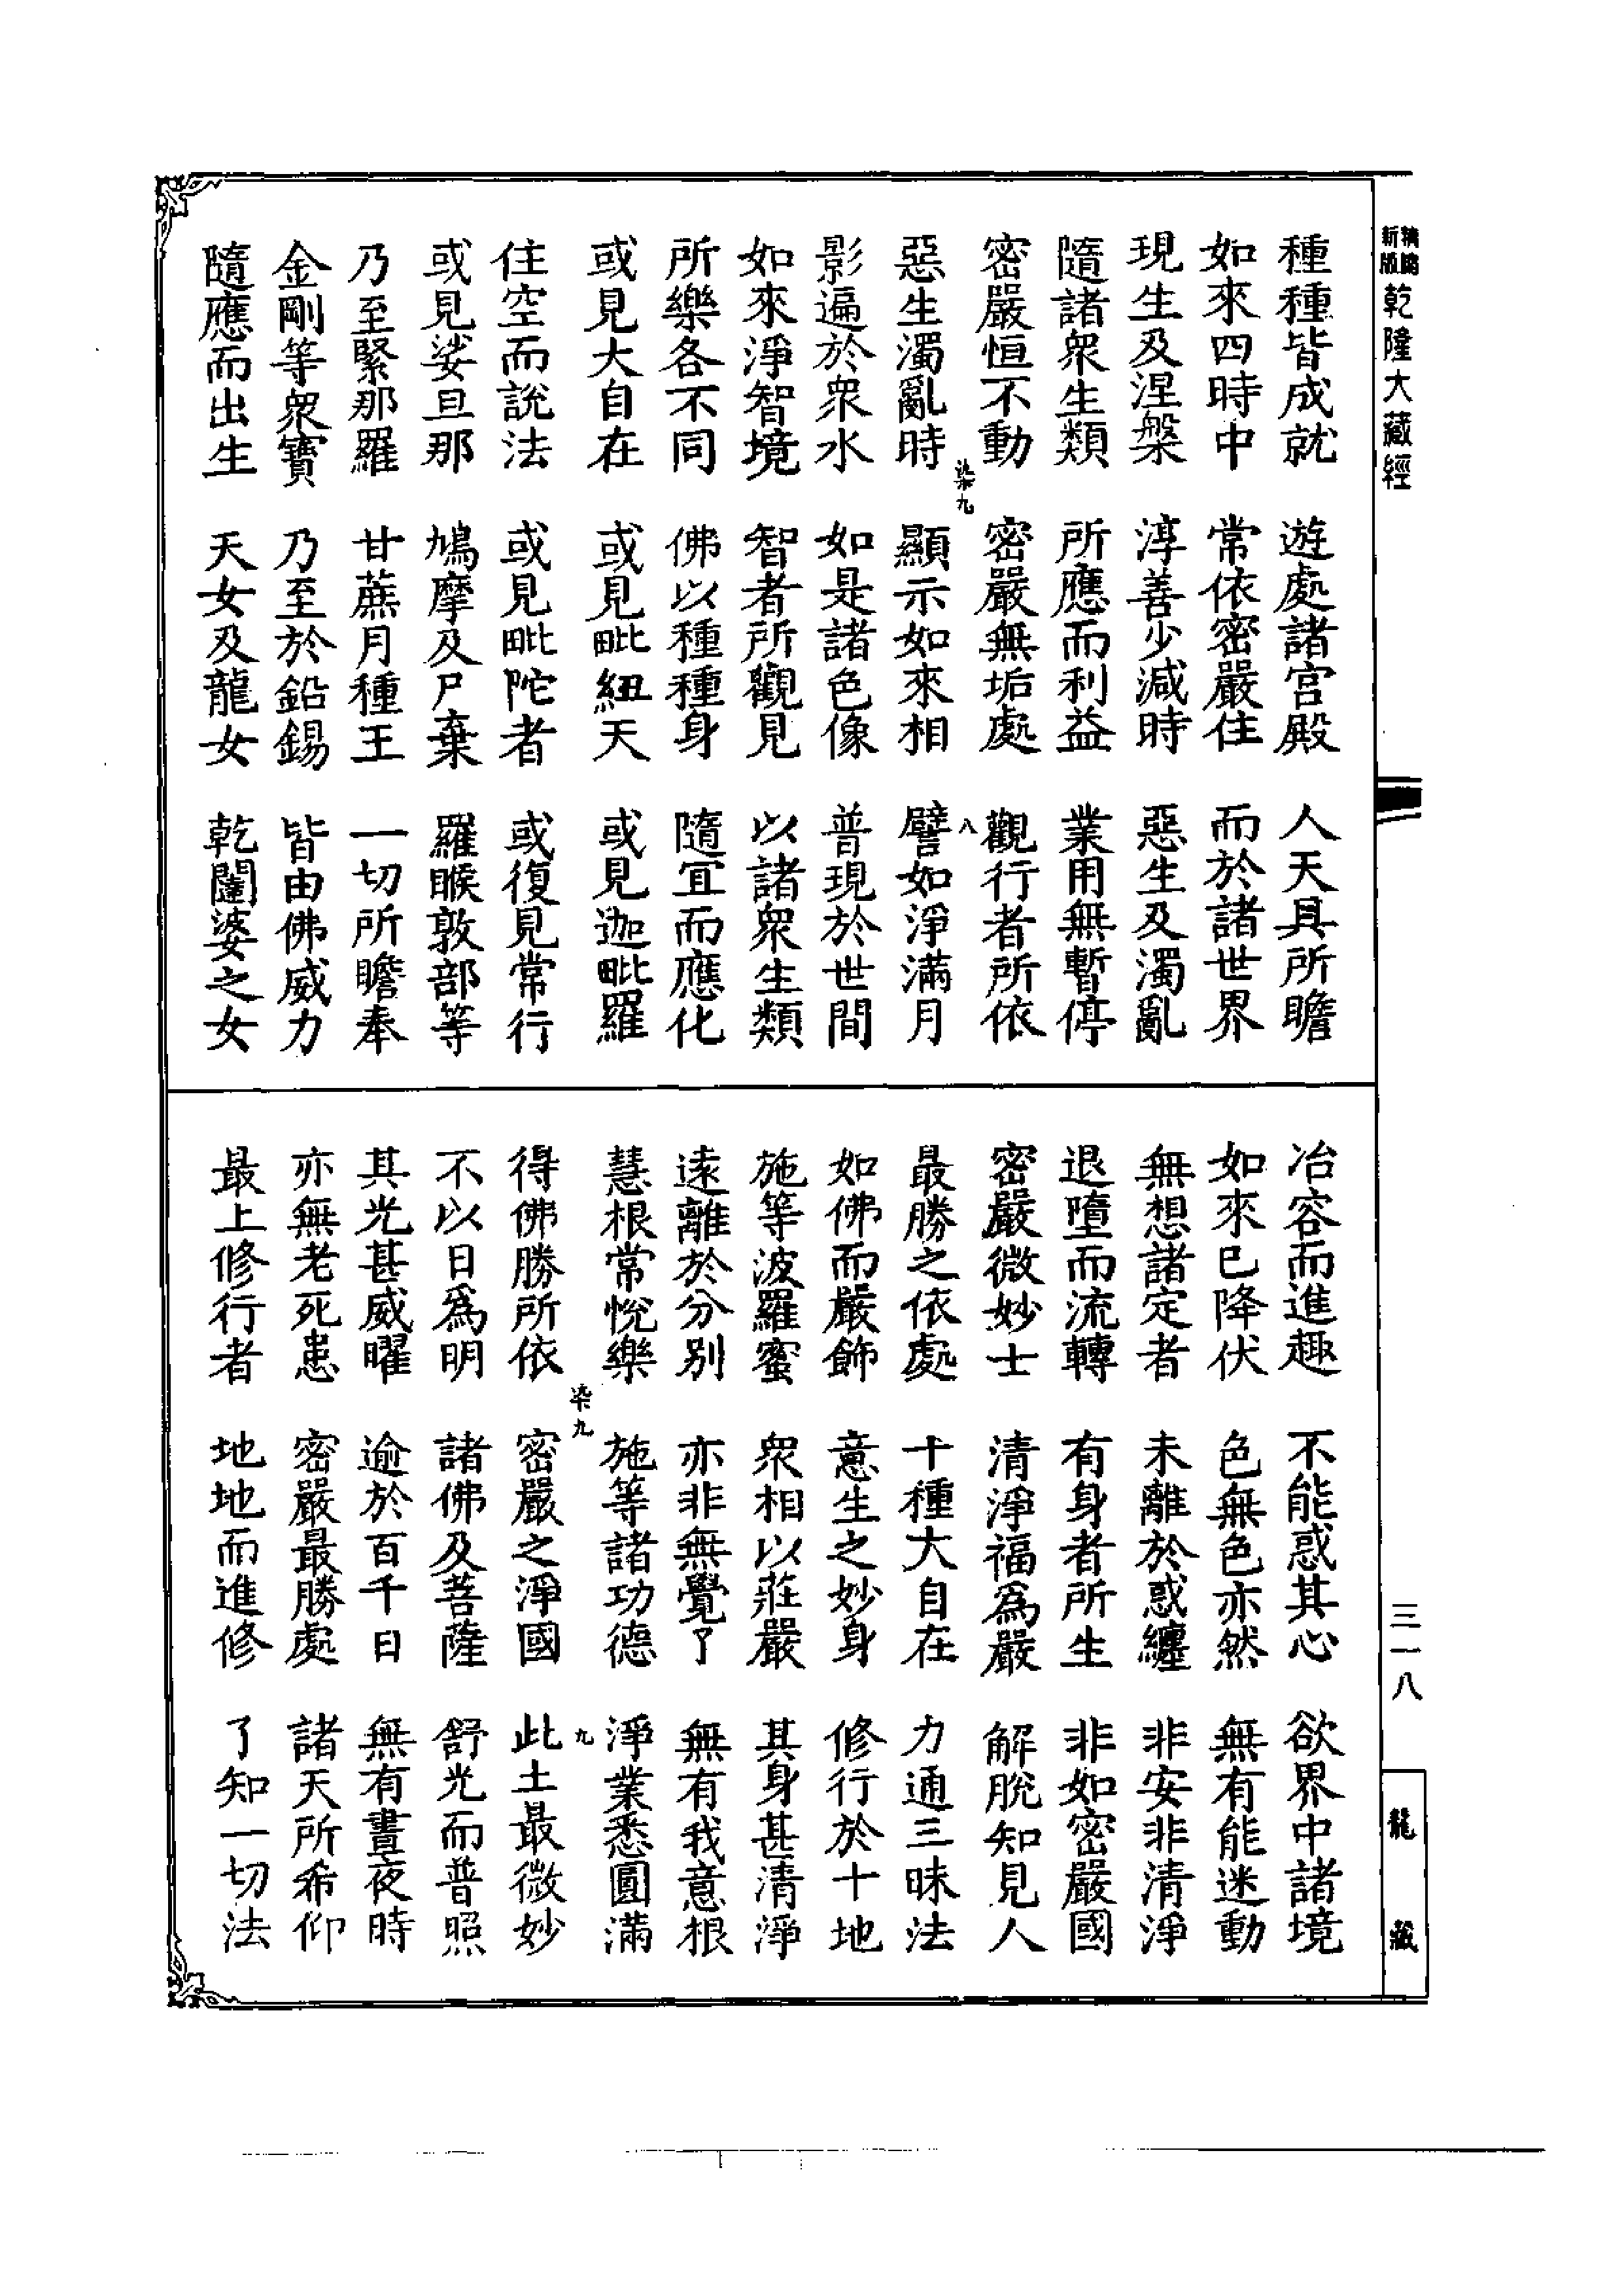 新版精縮乾隆大藏經
種種皆成就　遊處諸宮殿　人天具所瞻
如來四時中　常依密嚴住　而於諸世界
現生及涅槃　淳善少減時　惡生及濁亂
隨諸衆生類　所應而利益　業用無暫停
密嚴恒不動　密嚴無垢處　觀行者所依
染九　八
惡生濁亂時　顯示如來相　譬如淨滿月
影遍於衆水　如是諸色像　普現於世間
如來淨智境　智者所觀見　以諸衆生類
所樂各不同　佛以種種身　隨宜而應化
或見大自在　或見毗紐天　或見迦毗羅
住空而說法　或見毗陀者　或復見常行
或見娑且那　鳩摩及尸棄　羅睺敦部等
乃至緊那羅　甘蔗月種王　一切所瞻奉
金剛等衆寶　乃至於鉛錫　皆由佛威力
隨應而出生　天女及龍女　乾闥婆之女
冶容而進趣　不能惑其心　欲界中諸境
如來已降伏　色無色亦然　無有能迷動
無想諸定者　未離於惑纏　非安非清淨
退墮而流轉　有身者所生　非如密嚴國
密嚴微妙士　清淨福爲嚴　解脫知見人
最勝之依處　十種大自在　力通三昧法
如佛而嚴飾　意生之妙身　修行於十地
施等波羅蜜　衆相以莊嚴　其身甚清淨
遠離於分別　亦非無覺了　無有我意根
慧根常悅樂　施等諸功德　淨業悉圓滿
染九　九
得佛勝所依　密嚴之淨國　此土最微妙
不以日爲明　諸佛及菩薩　舒光而普照
其光甚威曜　逾於百千日　無有晝夜時
亦無老死患　密嚴最勝處　諸天所希仰
最上修行者　地地而進修　了知一切法
三一八
龍藏